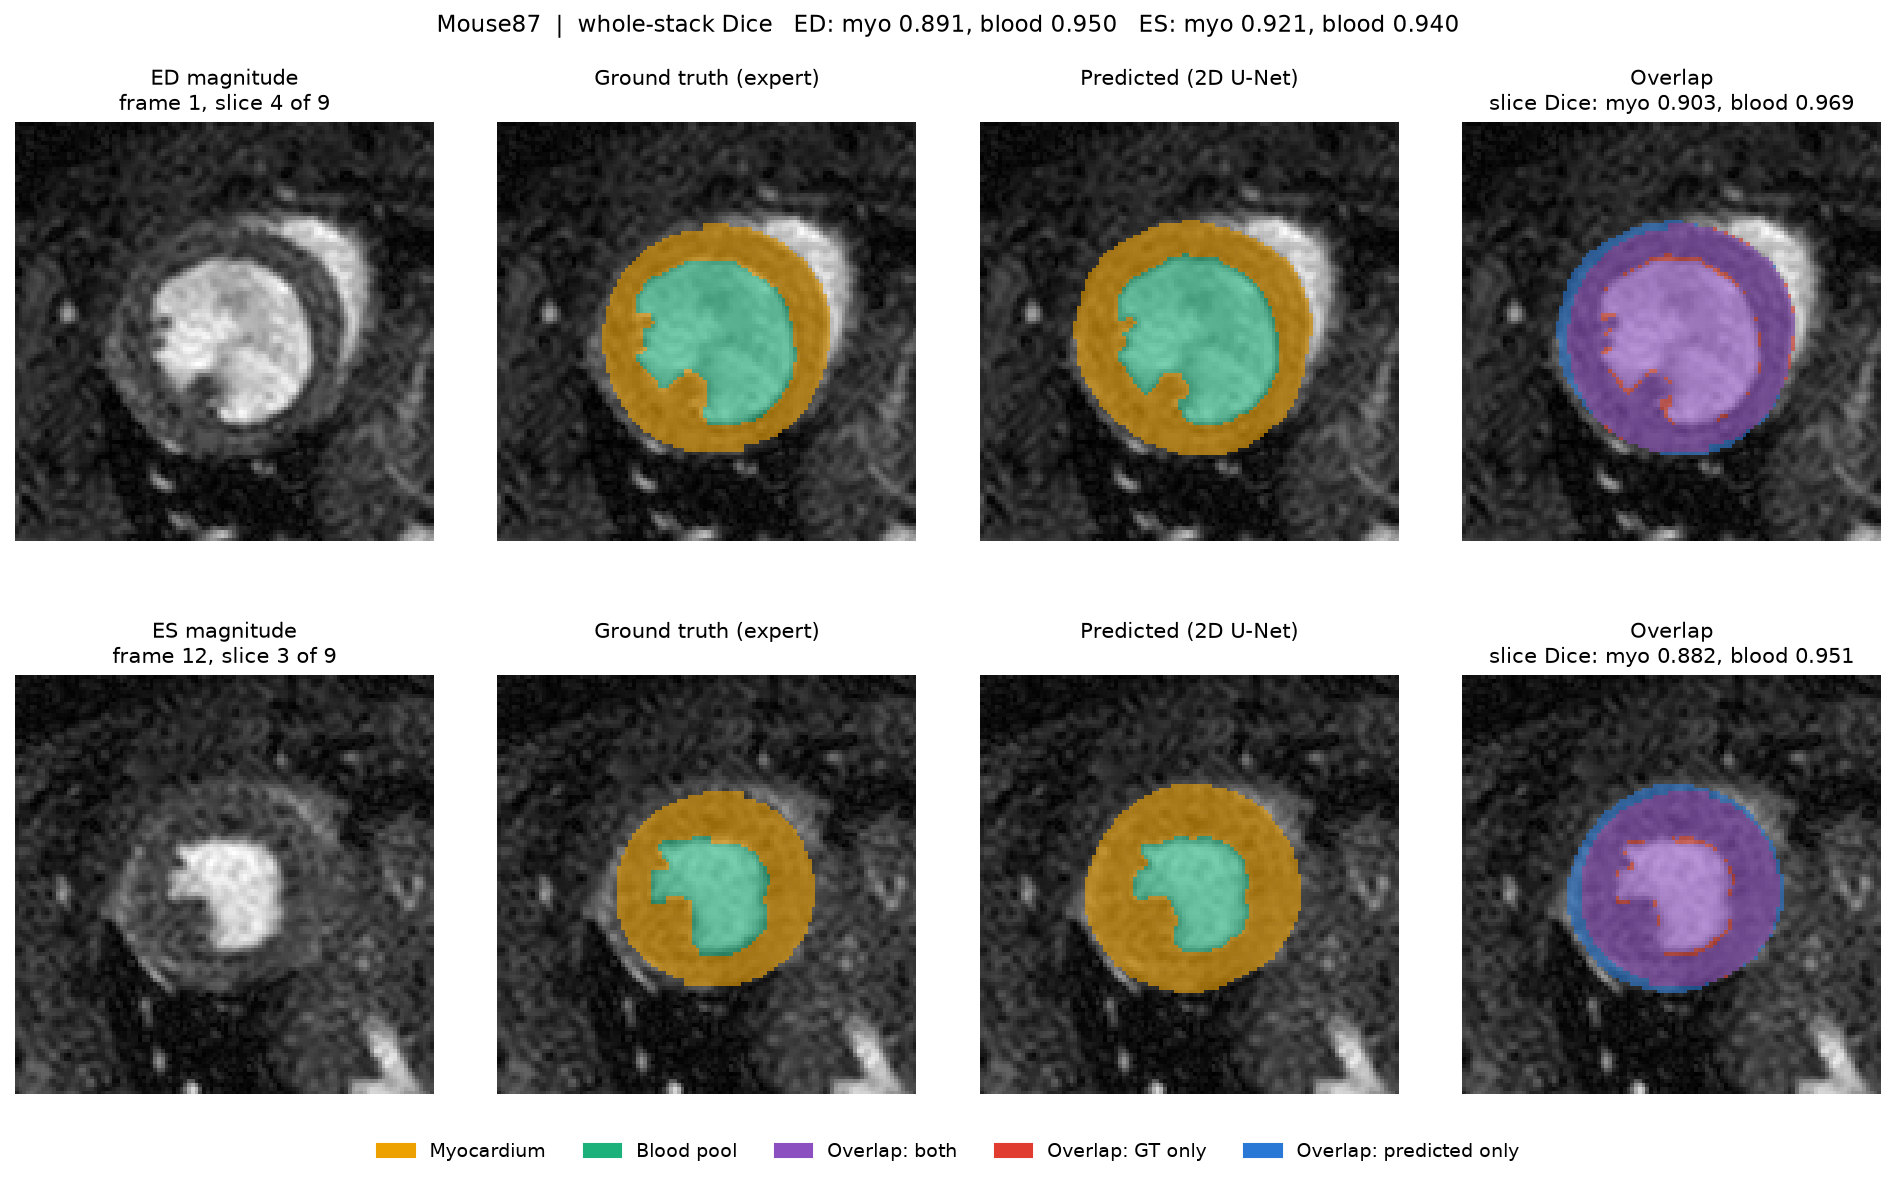 Mouse87  |  whole-stack Dice   ED: myo 0.891, blood 0.950   ES: myo 0.921, blood 0.940
ED magnitude
frame 1, slice 4 of 9
Ground truth (expert)
Predicted (2D U-Net)
Overlap
slice Dice: myo 0.903, blood 0.969
ES magnitude
frame 12, slice 3 of 9
Ground truth (expert)
Predicted (2D U-Net)
Overlap
slice Dice: myo 0.882, blood 0.951
Myocardium
Blood pool
Overlap: both
Overlap: GT only
Overlap: predicted only